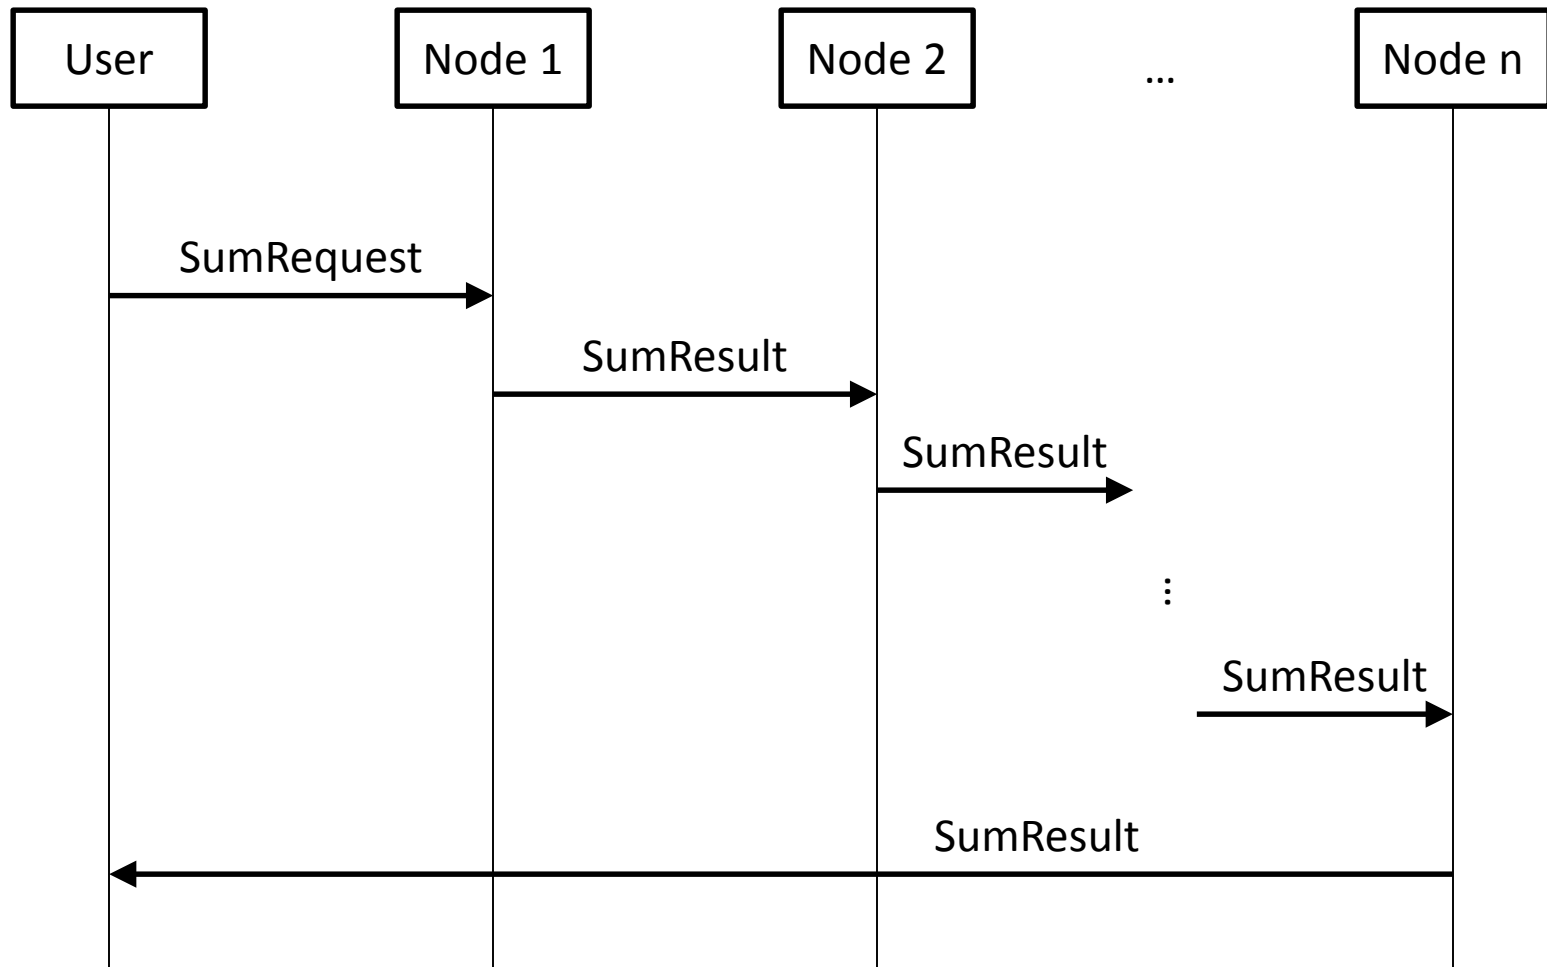 User
Node 1
Node 2
...
Node n
SumRequest
SumResult
SumResult
...
SumResult
SumResult